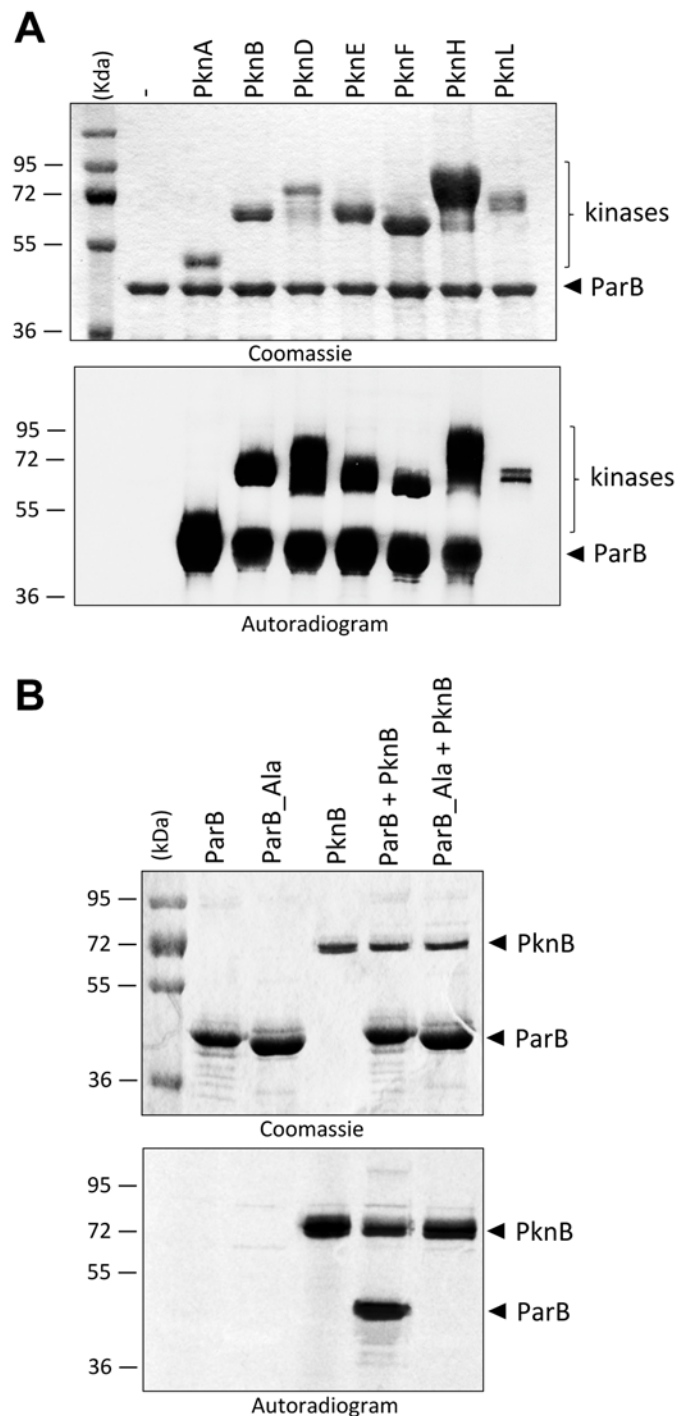 A
(Kda)
-
PknA
PknB
PknD
PknE
PknF
PknH
PknL
95 —
72 —
55 —
36 —
kinases
◄ ParB
Coomassie
95 —
72 —
55 —
36 —
kinases
◄ ParB
Autoradiogram
B
(kDa)
ParB
ParB_Ala
PknB
ParB + PknB
ParB_Ala + PknB
95 —
72 —
55 —
36 —
◄ PknB
◄ ParB
Coomassie
95 —
72 —
55 —
36 —
◄ PknB
◄ ParB
Autoradiogram